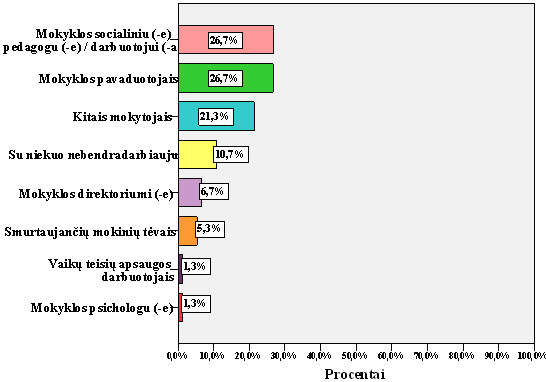 Mokyklos socialiniu (-e)
pedagogu (-e) / darbuotojui (-a
26,7%
Mokyklos pavaduotojais
26,7%
Kitais mokytojais
21,3%
Su niekuo nebendradarbiauju
10,7%
Mokyklos direktoriumi (-e)
6,7%
Smurtaujančių mokinių tėvais
5,3%
Vaikų teisių apsaugos
darbuotojais
1,3%
Mokyklos psichologu (-e)
1,3%
0,0% 10,0% 20,0% 30,0% 40,0% 50,0% 60,0% 70,0% 80,0% 90,0% 100,0%
Procentai